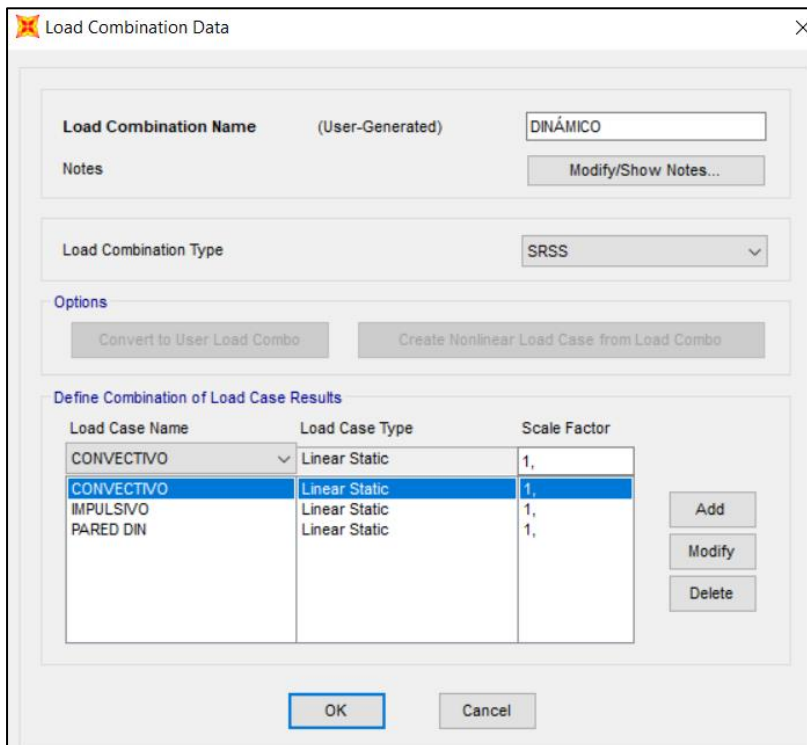 Load Combination Data
Load Combination Name (User-Generated) DINÁMICO
Notes Modify/Show Notes...
Load Combination Type SRSS
Options
Convert to User Load Combo Create Nonlinear Load Case from Load Combo
Define Combination of Load Case Results
Load Case Name Load Case Type Scale Factor
CONVECTIVO Linear Static 1,
CONVECTIVO Linear Static 1,
IMPULSIVO Linear Static 1,
PARED DIN Linear Static 1,
Add
Modify
Delete
OK Cancel